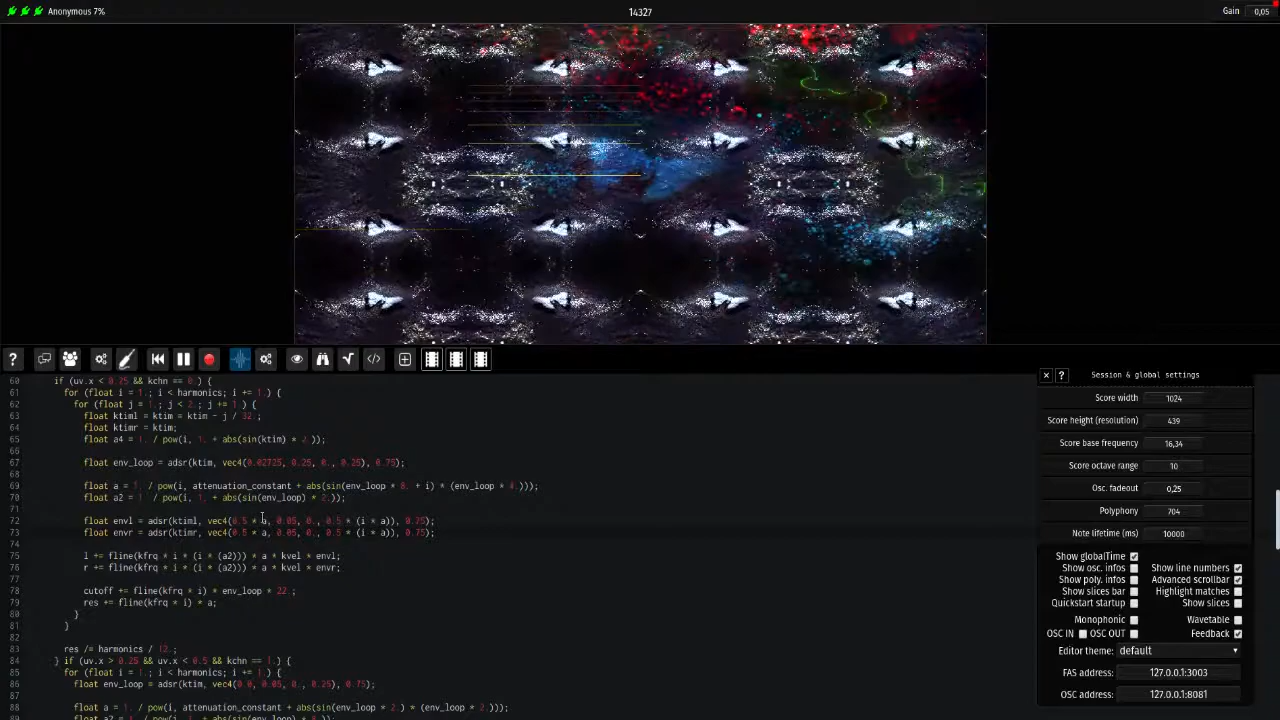 Anonymous 7%
14327
Gain 0,05
60 if (uv.x < 0.25 && kchn == 0.) {
61 for (float i = 1.; i < harmonics; i += 1.) {
62 for (float j = 1.; j < 2.; j += 1.) {
63 float ktiml = ktim = ktim - j / 32.;
64 float ktimr = ktim;
65 float a4 = 1. / pow(i, 1. + abs(sin(ktim) * 2.));
66
67 float env_loop = adsr(ktim, vec4(0.02725, 0.25, 0., 0.25), 0.75);
68
69 float a = 1. / pow(i, attenuation_constant + abs(sin(env_loop * 8. + i) * (env_loop * 4.)));
70 float a2 = 1. / pow(i, 1. + abs(sin(env_loop) * 2.));
71
72 float envl = adsr(ktiml, vec4(0.5 * a, 0.05, 0., 0.5 * (i * a)), 0.75);
73 float envr = adsr(ktimr, vec4(0.5 * a, 0.05, 0., 0.5 * (i * a)), 0.75);
74
75 l += fline(kfrq * i * (i * (a2))) * a * kvel * envl;
76 r += fline(kfrq * i * (i * (a2))) * a * kvel * envr;
77
78 cutoff += fline(kfrq * i) * env_loop * 22.;
79 res += fline(kfrq * i) * a;
80 }
81 }
82
83 res /= harmonics / 12.;
84 } if (uv.x > 0.25 && uv.x < 0.5 && kchn == 1.) {
85 for (float i = 1.; i < harmonics; i += 1.) {
86 float env_loop = adsr(ktim, vec4(0.0, 0.05, 0., 0.25), 0.75);
87
88 float a = 1. / pow(i, attenuation_constant + abs(sin(env_loop * 2.) * (env_loop * 2.)));
89
Session & global settings
Score width 1024
Score height (resolution) 439
Score base frequency 16,34
Score octave range 10
Osc. fadeout 0,25
Polyphony 704
Note lifetime (ms) 10000
Show globalTime
Show osc. infos Show line numbers
Show poly. infos Advanced scrollbar
Show slices bar Highlight matches
Quickstart startup Show slices
Monophonic Wavetable
OSC IN OSC OUT Feedback
Editor theme: default
FAS address: 127.0.0.1:3003
OSC address: 127.0.0.1:8081